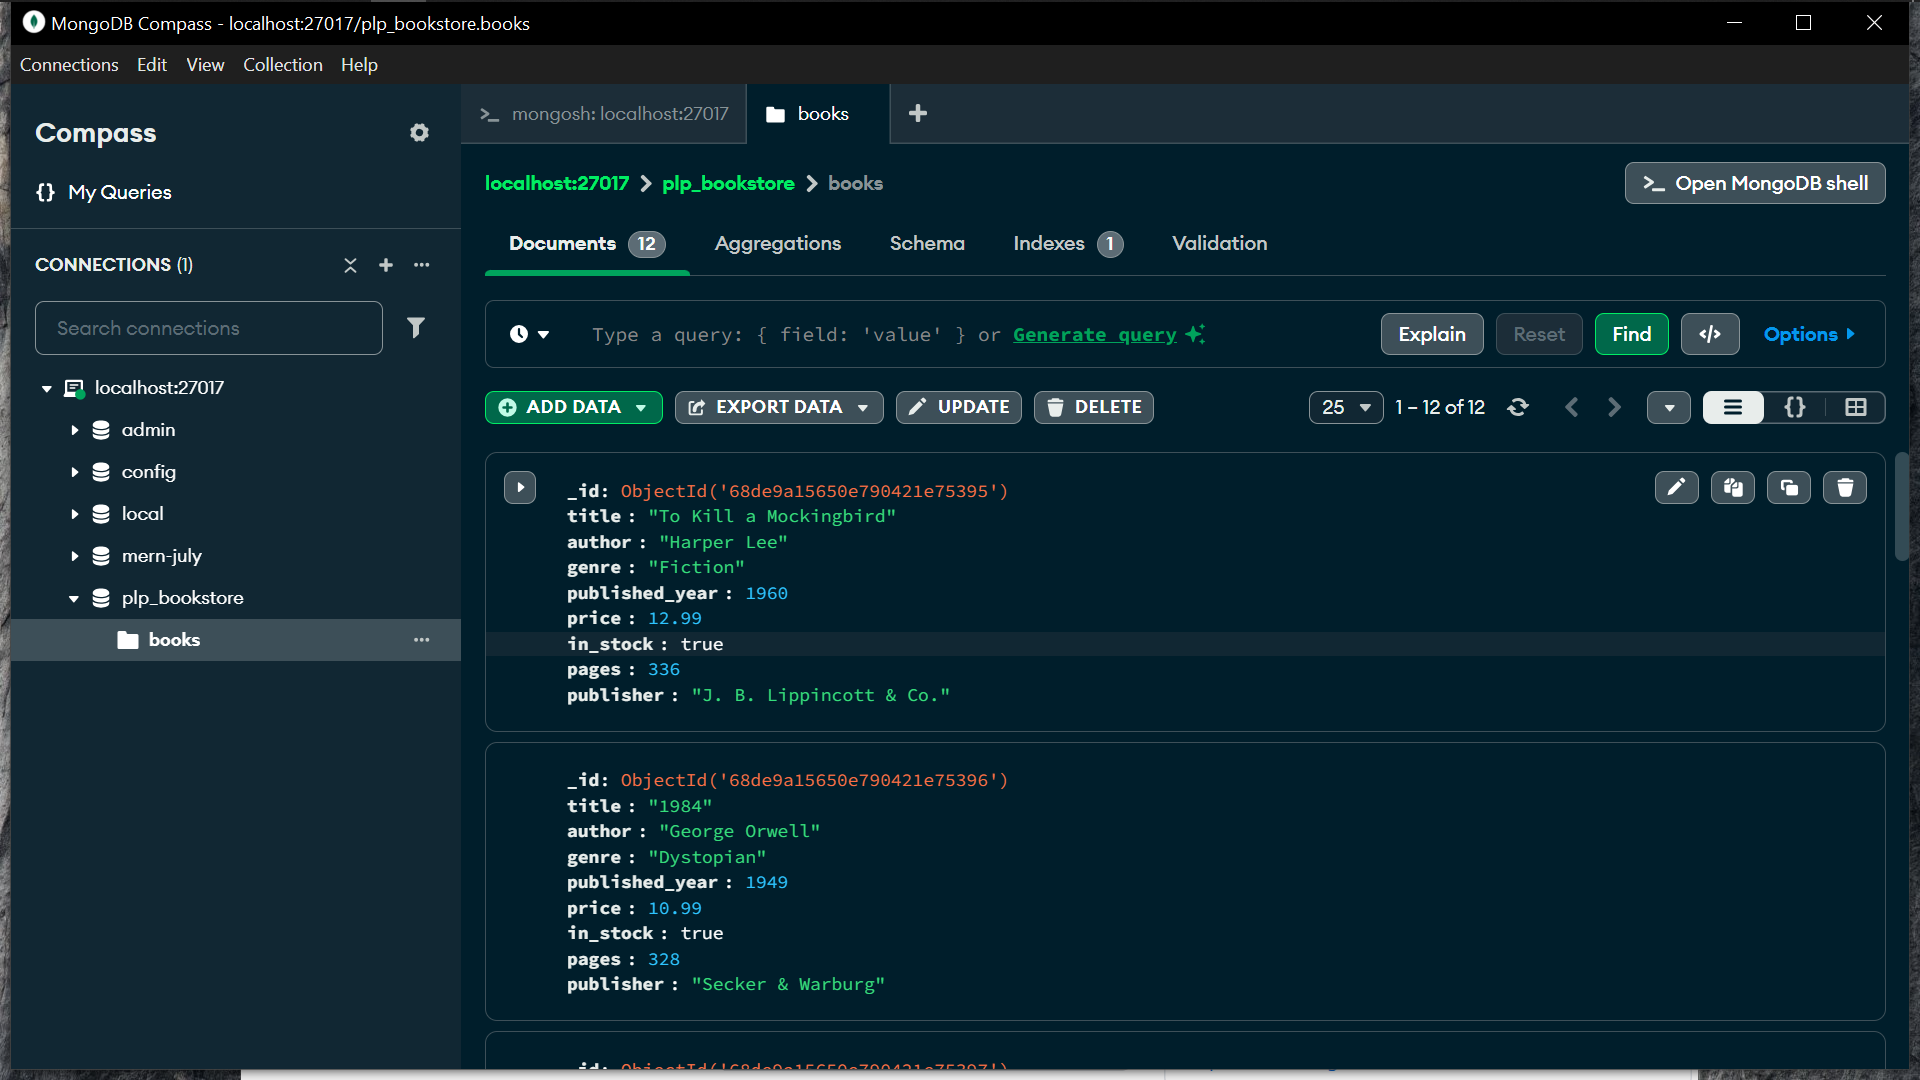 MongoDB Compass - localhost:27017/plp_bookstore.books
Connections Edit View Collection Help
Compass
{} My Queries
CONNECTIONS (1)
Search connections
localhost:27017
admin
config
local
mern-july
plp_bookstore
books
>_ mongosh: localhost:27017
books
localhost:27017 > plp_bookstore > books
>_ Open MongoDB shell
Documents 12 Aggregations Schema Indexes 1 Validation
Type a query: { field: 'value' } or Generate query
Explain Reset Find </> Options
ADD DATA EXPORT DATA UPDATE DELETE
25 1 – 12 of 12 {}
_id: ObjectId('68de9a15650e790421e75395')
title : "To Kill a Mockingbird"
author : "Harper Lee"
genre : "Fiction"
published_year : 1960
price : 12.99
in_stock : true
pages : 336
publisher : "J. B. Lippincott & Co."
_id: ObjectId('68de9a15650e790421e75396')
title : "1984"
author : "George Orwell"
genre : "Dystopian"
published_year : 1949
price : 10.99
in_stock : true
pages : 328
publisher : "Secker & Warburg"
_id: ObjectId('68de9a15650e790421e75397')